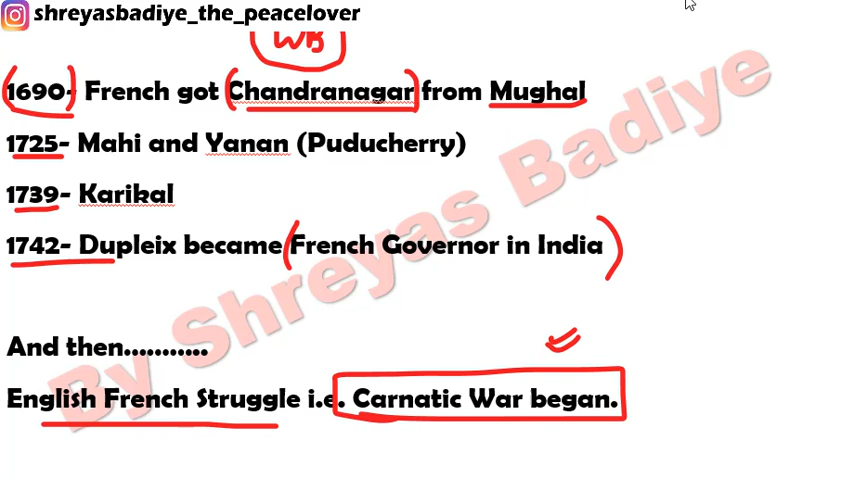 shreyasbadiye_the_peacelover
WB
1690- French got Chandranagar from Mughal
1725- Mahi and Yanan (Puducherry)
1739- Karikal
1742- Dupleix became French Governor in India
And then...........
English French Struggle i.e. Carnatic War began.
By Shreyas Badiye